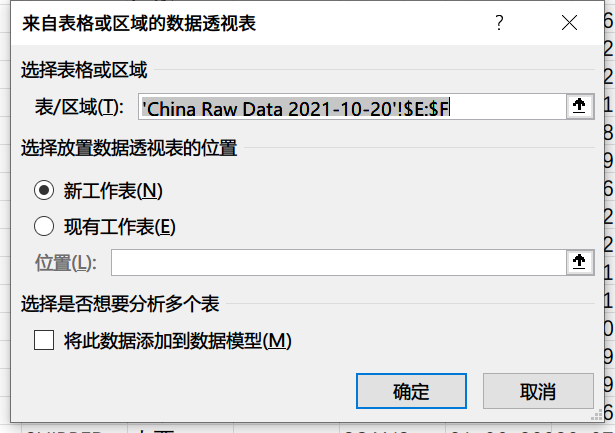 来自表格或区域的数据透视表 ?
选择表格或区域
表/区域(T): 'China Raw Data 2021-10-20'!$E:$F
选择放置数据透视表的位置
新工作表(N)
现有工作表(E)
位置(L):
选择是否想要分析多个表
将此数据添加到数据模型(M)
确定 取消